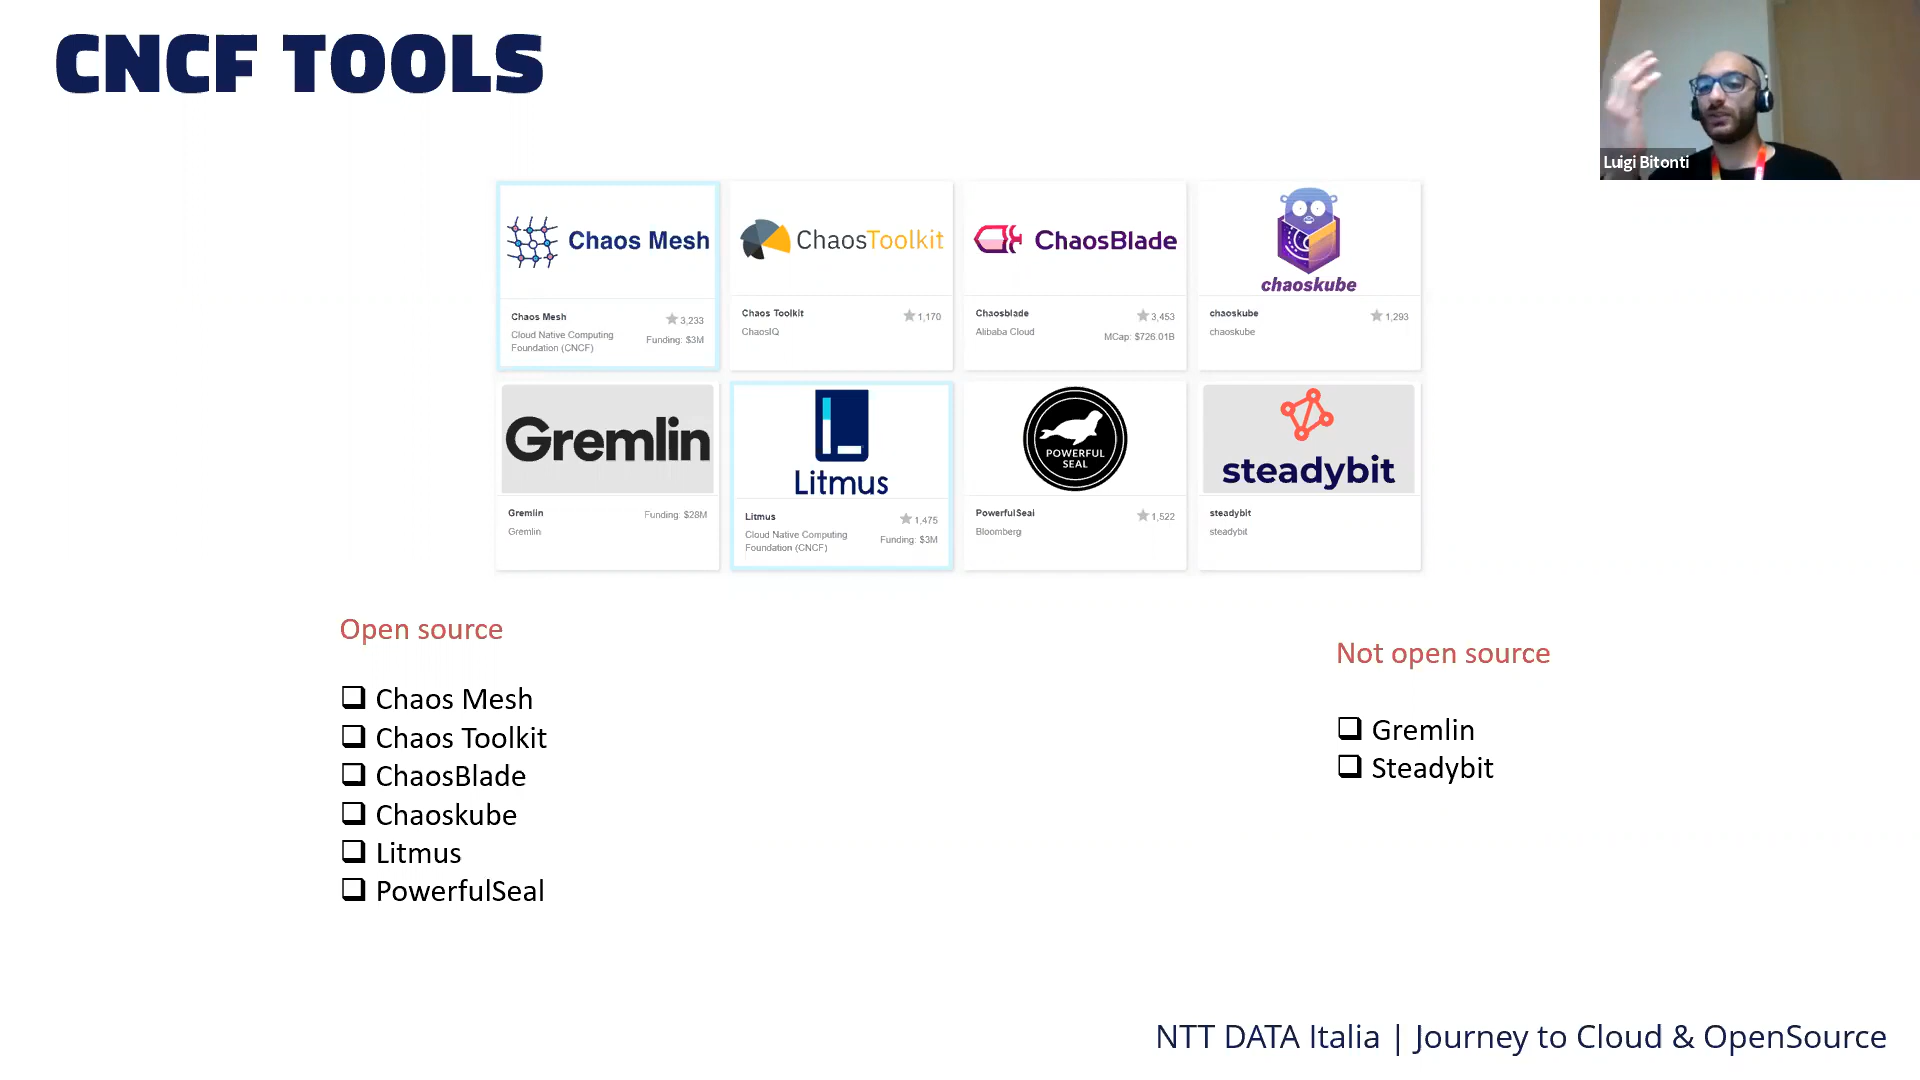 CNCF TOOLS
Luigi Bitonti
Chaos Mesh
Chaos Mesh
3,233
Cloud Native Computing
Foundation (CNCF)
Funding: $3M
ChaosToolkit
Chaos Toolkit
1,170
ChaosIQ
ChaosBlade
Chaosblade
3,453
Alibaba Cloud
MCap: $726.01B
chaoskube
chaoskube
1,293
chaoskube
Gremlin
Gremlin
Funding: $28M
Gremlin
Litmus
Litmus
1,475
Cloud Native Computing
Foundation (CNCF)
Funding: $3M
POWERFUL
SEAL
PowerfulSeal
1,522
Bloomberg
steadybit
steadybit
steadybit
Open source
Chaos Mesh
Chaos Toolkit
ChaosBlade
Chaoskube
Litmus
PowerfulSeal
Not open source
Gremlin
Steadybit
NTT DATA Italia | Journey to Cloud & OpenSource